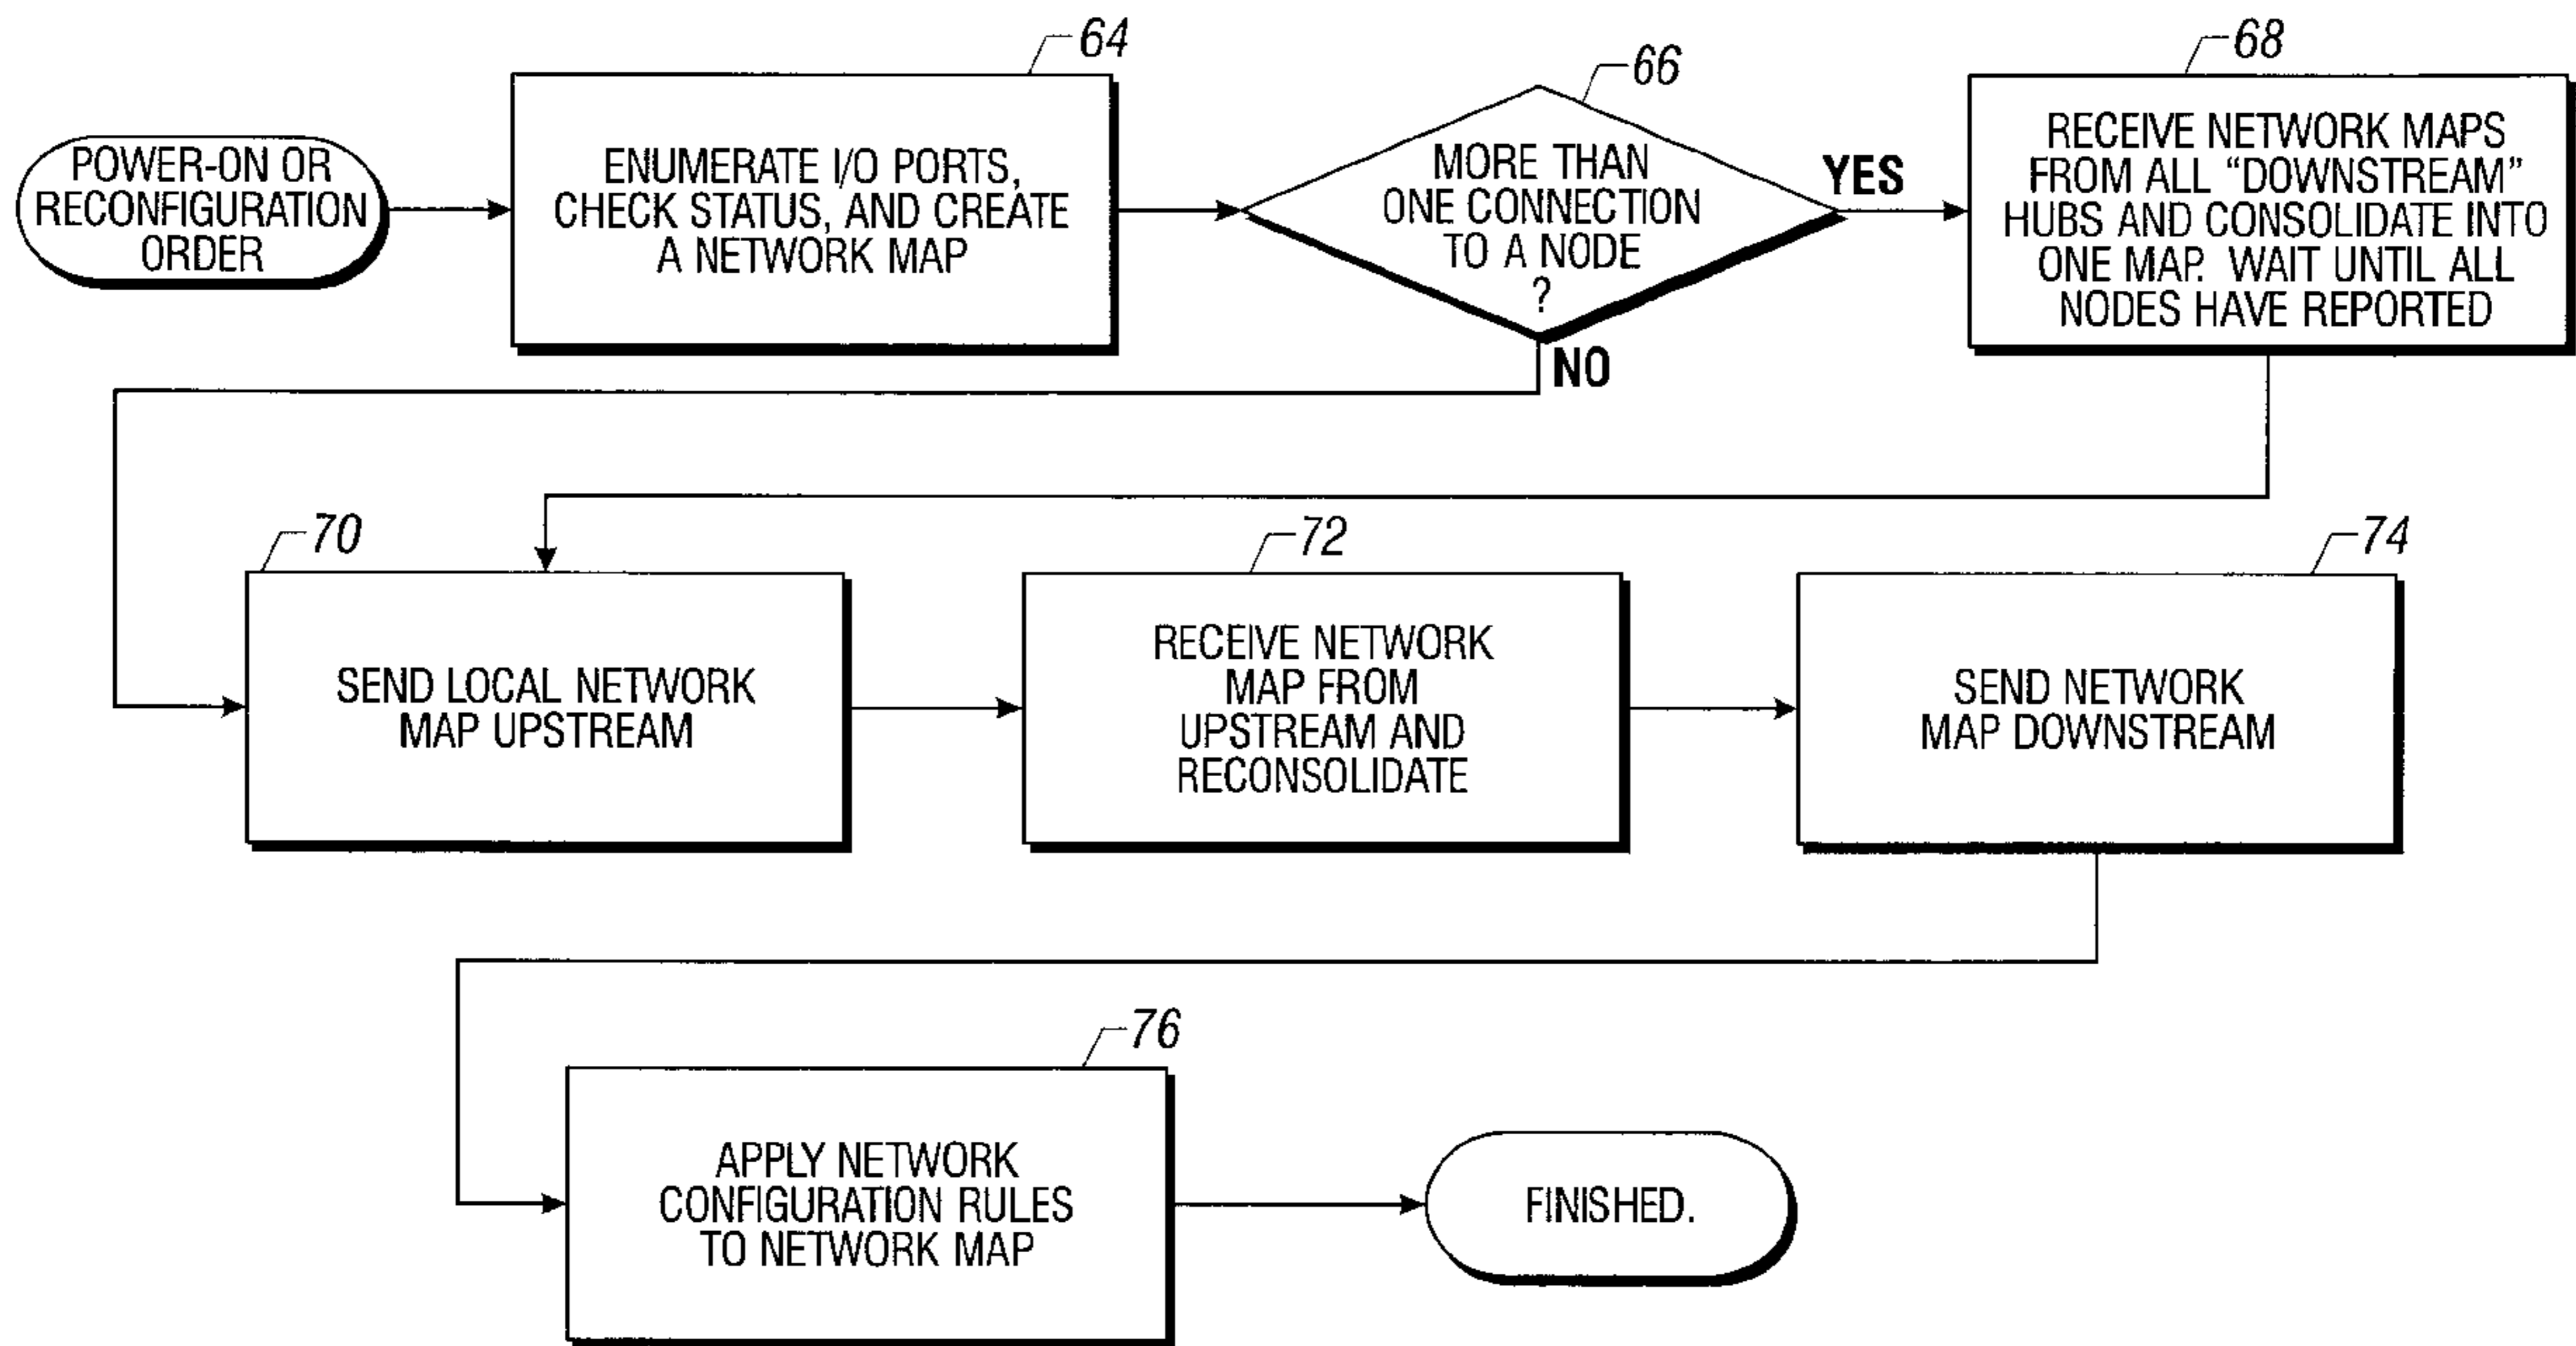 64
66
68
POWER-ON OR
RECONFIGURATION
ORDER
ENUMERATE I/O PORTS,
CHECK STATUS, AND CREATE
A NETWORK MAP
MORE THAN
ONE CONNECTION
TO A NODE
?
YES
NO
RECEIVE NETWORK MAPS
FROM ALL “DOWNSTREAM”
HUBS AND CONSOLIDATE INTO
ONE MAP. WAIT UNTIL ALL
NODES HAVE REPORTED
70
72
74
SEND LOCAL NETWORK
MAP UPSTREAM
RECEIVE NETWORK
MAP FROM
UPSTREAM AND
RECONSOLIDATE
SEND NETWORK
MAP DOWNSTREAM
76
APPLY NETWORK
CONFIGURATION RULES
TO NETWORK MAP
FINISHED.